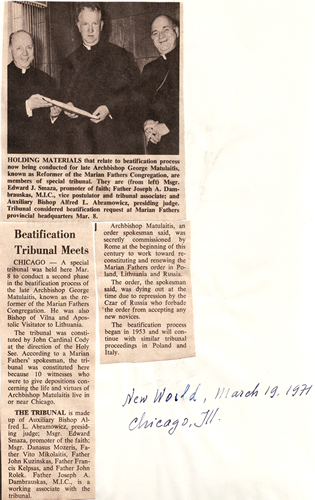 HOLDING MATERIALS that relate to beatification process
now being conducted for late Archbishop George Matulaitis,
known as Reformer of the Marian Fathers Congregation, are
members of special tribunal. They are (from left) Msgr.
Edward J. Smaza, promoter of faith; Father Joseph A. Dam-
brauskas, M.I.C., vice postulator and tribunal associate; and
Auxiliary Bishop Alfred L. Abramowicz, presiding judge.
Tribunal considered beatification request at Marian Fathers
provincial headquarters Mar. 8.
Beatification
Tribunal Meets
CHICAGO — A special
tribunal was held here Mar.
8 to conduct a second phase
in the beatification process of
the late Archbishop George
Matulaitis, known as the re-
former of the Marian Fathers
Congregation. He was also
Bishop of Vilna and Apos-
tolic Visitator to Lithuania.
The tribunal was consti-
tuted by John Cardinal Cody
at the direction of the Holy
See. According to a Marian
Fathers' spokesman, the tri-
bunal was constituted here
because 10 witnesses who
were to give depositions con-
cerning the life and virtues of
Archbishop Matulaitis live in
or near Chicago.
THE TRIBUNAL is made
up of Auxiliary Bishop Al-
fred L. Abramowicz, presid-
ing judge; Msgr. Edward
Smaza, promoter of the faith;
Msgr. Danasus Mozeris, Fa-
ther Vito Mikolaitis, Father
John Kuzinskas, Father Fran-
cis Kelpsas, and Father John
Rolek. Father Joseph A.
Dambrauskas, M.I.C., is a
working associate with the
tribunal.
Archbishop Matulaitis, an
order spokesman said, was
secretly commissioned by
Rome at the beginning of this
century to work toward re-
constituting and renewing the
Marian Fathers order in Po-
land, Lithuania and Russia.
The order, the spokesman
said, was dying out at the
time due to repression by the
Czar of Russia who forbade
the order from accepting any
new novices.
The beatification process
began in 1953 and will con-
tinue with similar tribunal
proceedings in Poland and
Italy.
New World, March 19, 1971
Chicago, Ill.